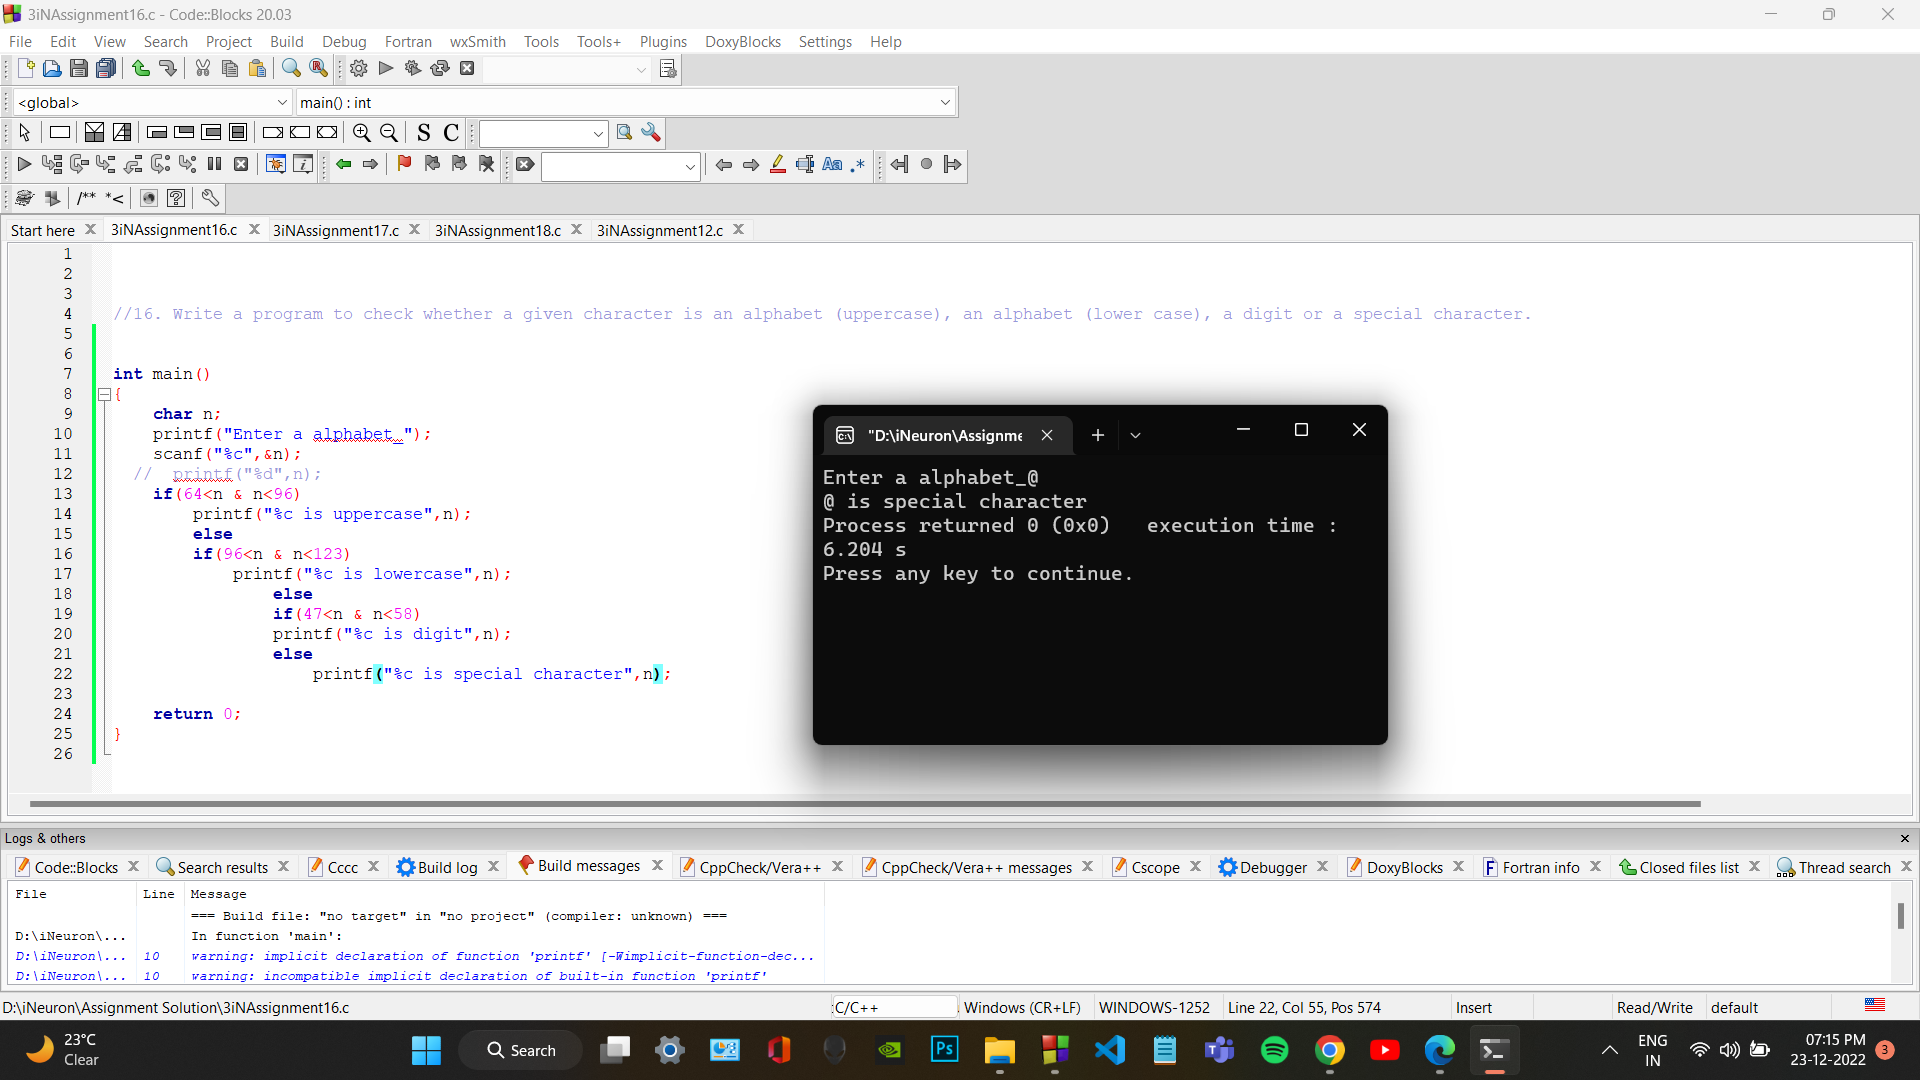 3iNAssignment16.c - Code::Blocks 20.03
File Edit View Search Project Build Debug Fortran wxSmith Tools Tools+ Plugins DoxyBlocks Settings Help
<global> main() : int
S C
Aa .*
/** *<
Start here 3iNAssignment16.c 3iNAssignment17.c 3iNAssignment18.c 3iNAssignment12.c
1
2
3
4 //16. Write a program to check whether a given character is an alphabet (uppercase), an alphabet (lower case), a digit or a special character.
5
6
7 int main()
8 {
9 char n;
10 printf("Enter a alphabet_");
11 scanf("%c",&n);
12 // printf("%d",n);
13 if(64<n & n<96)
14 printf("%c is uppercase",n);
15 else
16 if(96<n & n<123)
17 printf("%c is lowercase",n);
18 else
19 if(47<n & n<58)
20 printf("%c is digit",n);
21 else
22 printf("%c is special character",n);
23
24 return 0;
25 }
26
"D:\iNeuron\Assignme
Enter a alphabet_@
@ is special character
Process returned 0 (0x0)   execution time :
6.204 s
Press any key to continue.
Logs & others
Code::Blocks Search results Cccc Build log Build messages CppCheck/Vera++ CppCheck/Vera++ messages Cscope Debugger DoxyBlocks Fortran info Closed files list Thread search
File Line Message
=== Build file: "no target" in "no project" (compiler: unknown) ===
D:\iNeuron\... In function 'main':
D:\iNeuron\... 10 warning: implicit declaration of function 'printf' [-Wimplicit-function-dec...
D:\iNeuron\... 10 warning: incompatible implicit declaration of built-in function 'printf'
D:\iNeuron\Assignment Solution\3iNAssignment16.c C/C++ Windows (CR+LF) WINDOWS-1252 Line 22, Col 55, Pos 574 Insert Read/Write default
23°C
Clear
Search
Ps
ENG
IN
07:15 PM
23-12-2022
3